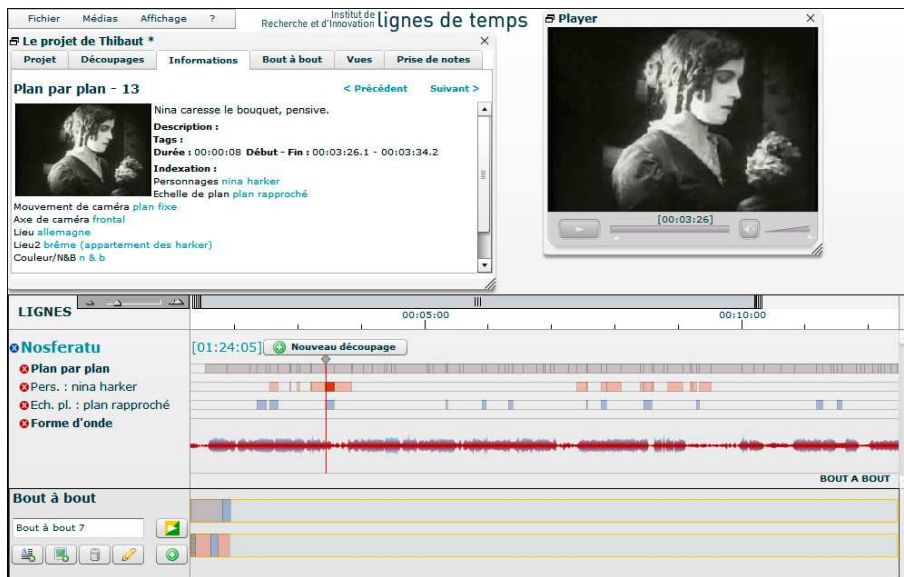 Fichier Médias Affichage ?
Institut de
Recherche et d'Innovation lignes de temps
Le projet de Thibaut *
Projet Découpages Informations Bout à bout Vues Prise de notes
Plan par plan - 13 < Précédent Suivant >
Nina caresse le bouquet, pensive.
Description :
Tags :
Durée : 00:00:08 Début - Fin : 00:03:26.1 - 00:03:34.2
Indexation :
Personnages nina harker
Echelle de plan plan rapproché
Mouvement de caméra plan fixe
Axe de caméra frontal
Lieu allemagne
Lieu2 brême (appartement des harker)
Couleur/N&B n & b
Player
[00:03:26]
LIGNES
00:05:00 00:10:00
Nosferatu [01:24:05] Nouveau découpage
Plan par plan
Pers. : nina harker
Ech. pl. : plan rapproché
Forme d'onde
BOUT A BOUT
Bout à bout
Bout à bout 7